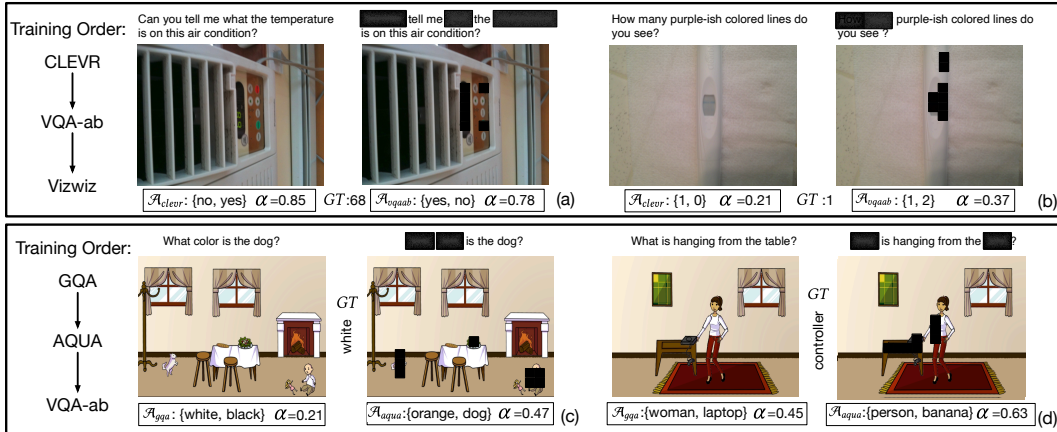 Training Order:
CLEVR
VQA-ab
Vizwiz
Can you tell me what the temperature
is on this air condition?
𝒜clevr: {no, yes} α=0.85
GT:68
tell me the
is on this air condition?
𝒜vqaab: {yes, no} α=0.78
(a)
How many purple-ish colored lines do
you see?
𝒜clevr: {1, 0} α=0.21
GT :1
purple-ish colored lines do
you see ?
𝒜vqaab: {1, 2} α=0.37
(b)
Training Order:
GQA
AQUA
VQA-ab
What color is the dog?
𝒜gqa: {white, black} α=0.21
GT
white
is the dog?
𝒜aqua:{orange, dog} α=0.47
(c)
What is hanging from the table?
𝒜gqa: {woman, laptop} α=0.45
GT
controller
is hanging from the ?
𝒜aqua: {person, banana} α=0.63
(d)